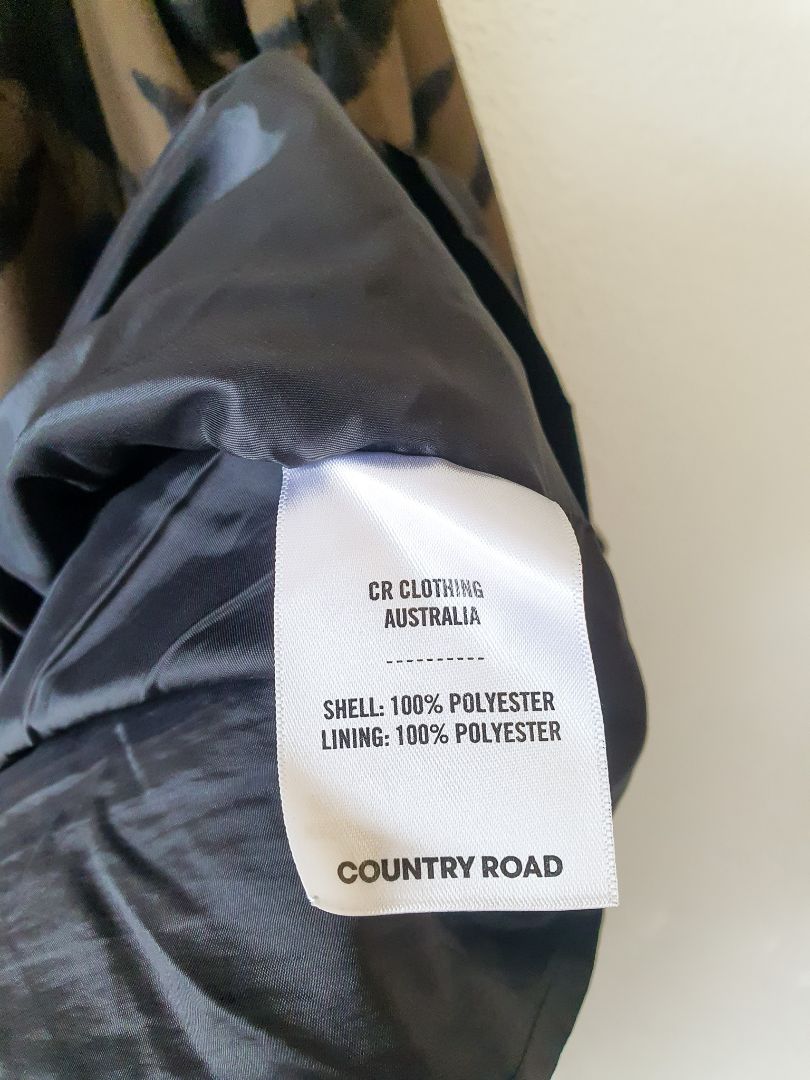 CR CLOTHING
AUSTRALIA
----------
SHELL: 100% POLYESTER
LINING: 100% POLYESTER
COUNTRY ROAD